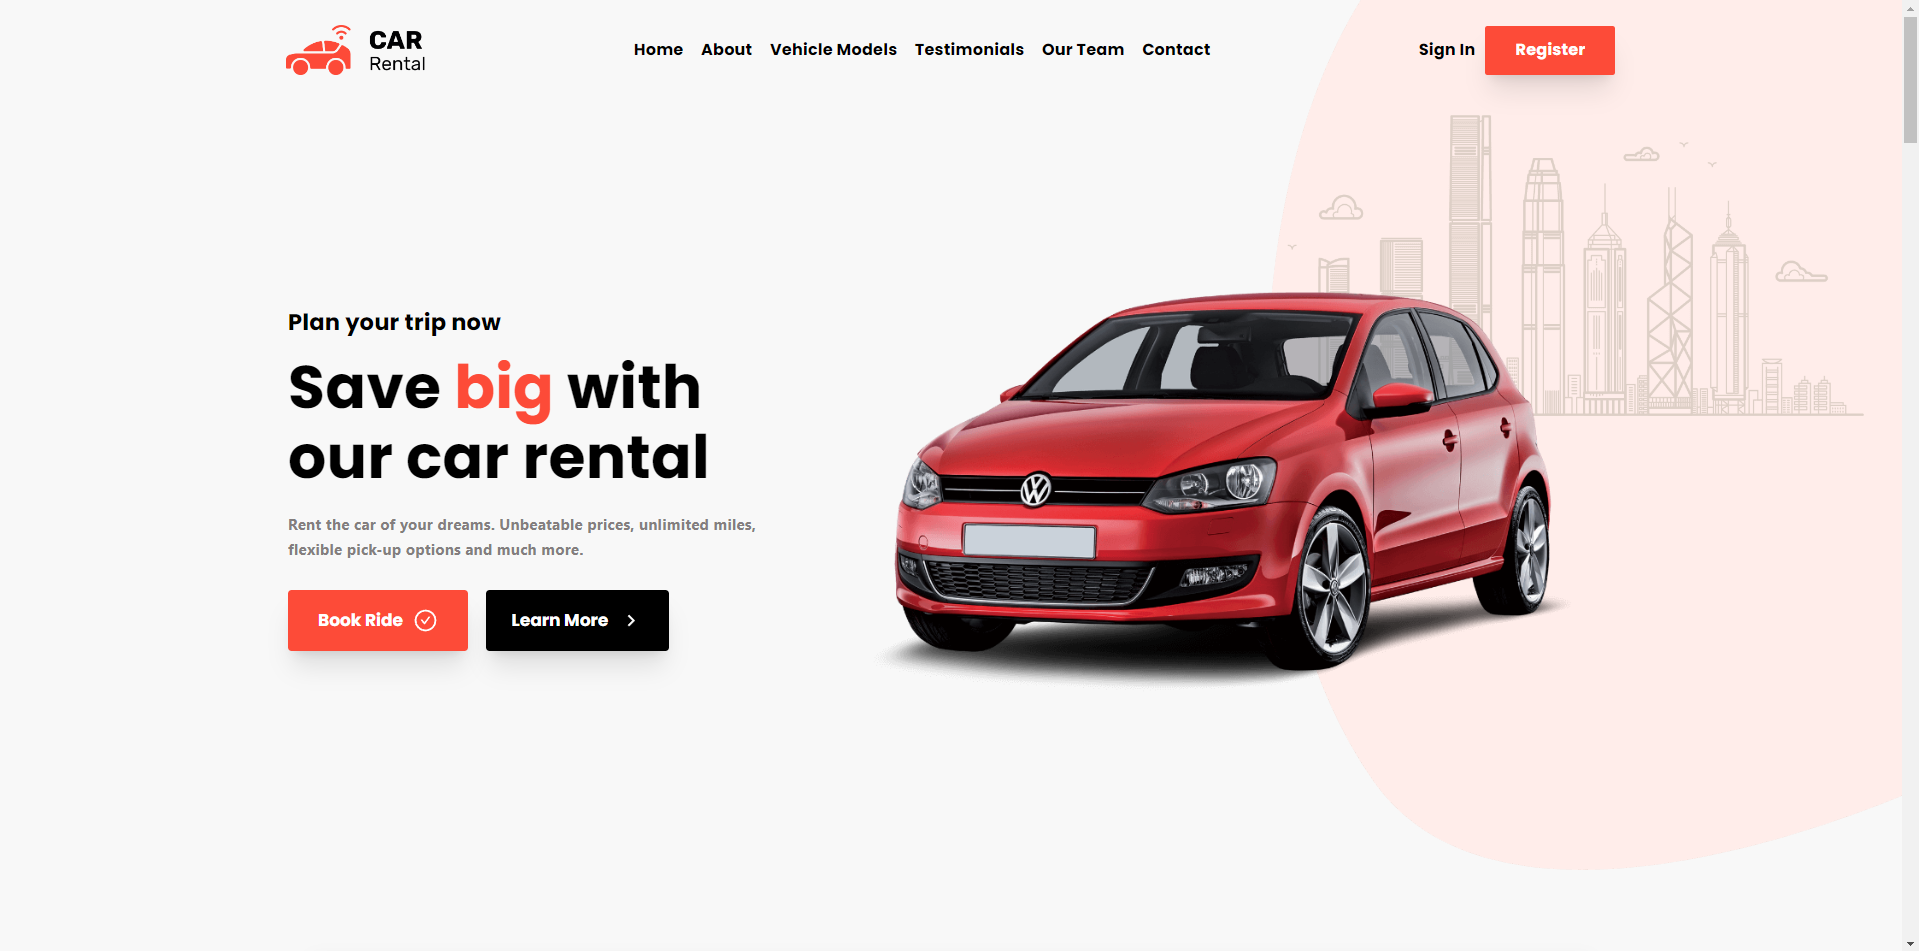 CAR
Rental
Home About Vehicle Models Testimonials Our Team Contact
Sign In Register
Plan your trip now
Save big with
our car rental
Rent the car of your dreams. Unbeatable prices, unlimited miles,
flexible pick-up options and much more.
Book Ride Learn More